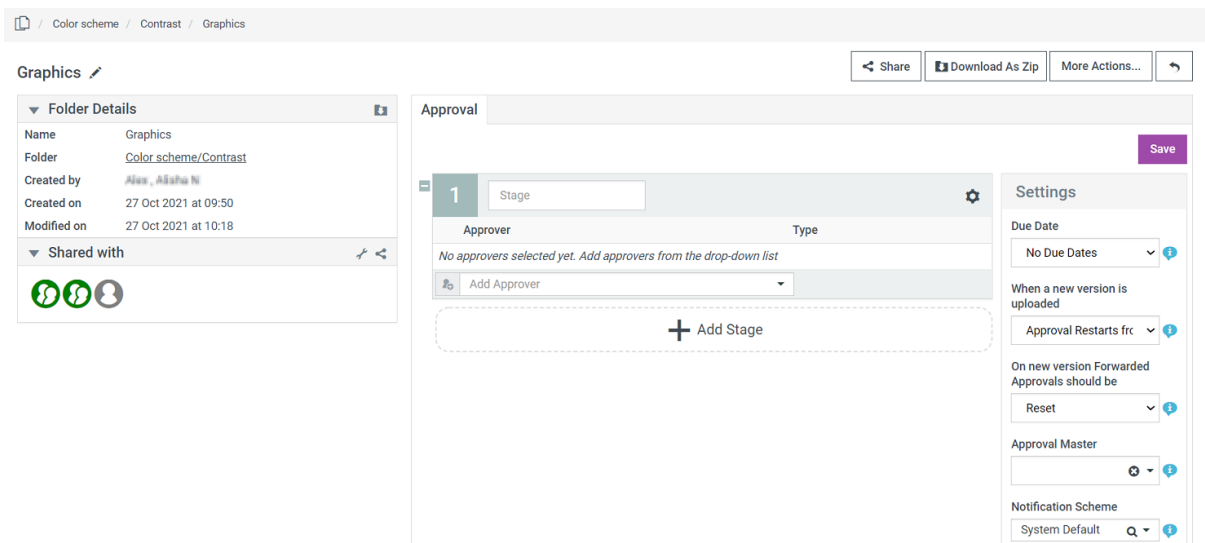 / Color scheme / Contrast / Graphics
Graphics
Share
Download As Zip
More Actions...
Folder Details
Name Graphics
Folder Color scheme/Contrast
Created by
Created on 27 Oct 2021 at 09:50
Modified on 27 Oct 2021 at 10:18
Shared with
Approval
Save
1 Stage
Approver Type
No approvers selected yet. Add approvers from the drop-down list
Add Approver
Add Stage
Settings
Due Date
No Due Dates
When a new version is
uploaded
Approval Restarts frc
On new version Forwarded
Approvals should be
Reset
Approval Master
Notification Scheme
System Default